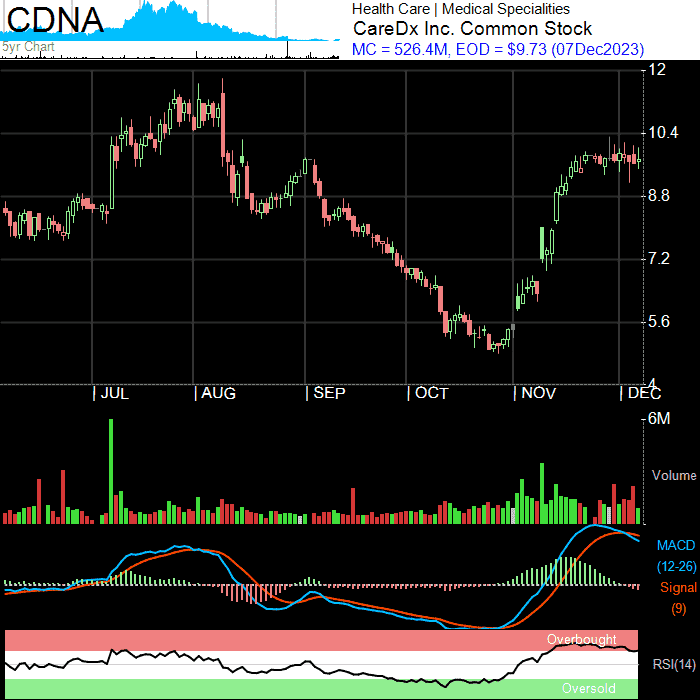 CDNA
5yr Chart
Health Care | Medical Specialities
CareDx Inc. Common Stock
MC = 526.4M, EOD = $9.73 (07Dec2023)
12
10.4
8.8
7.2
5.6
4
| JUL | AUG | SEP | OCT | NOV | DEC
6M
Volume
MACD
(12-26)
Signal
(9)
Overbought
RSI(14)
Oversold